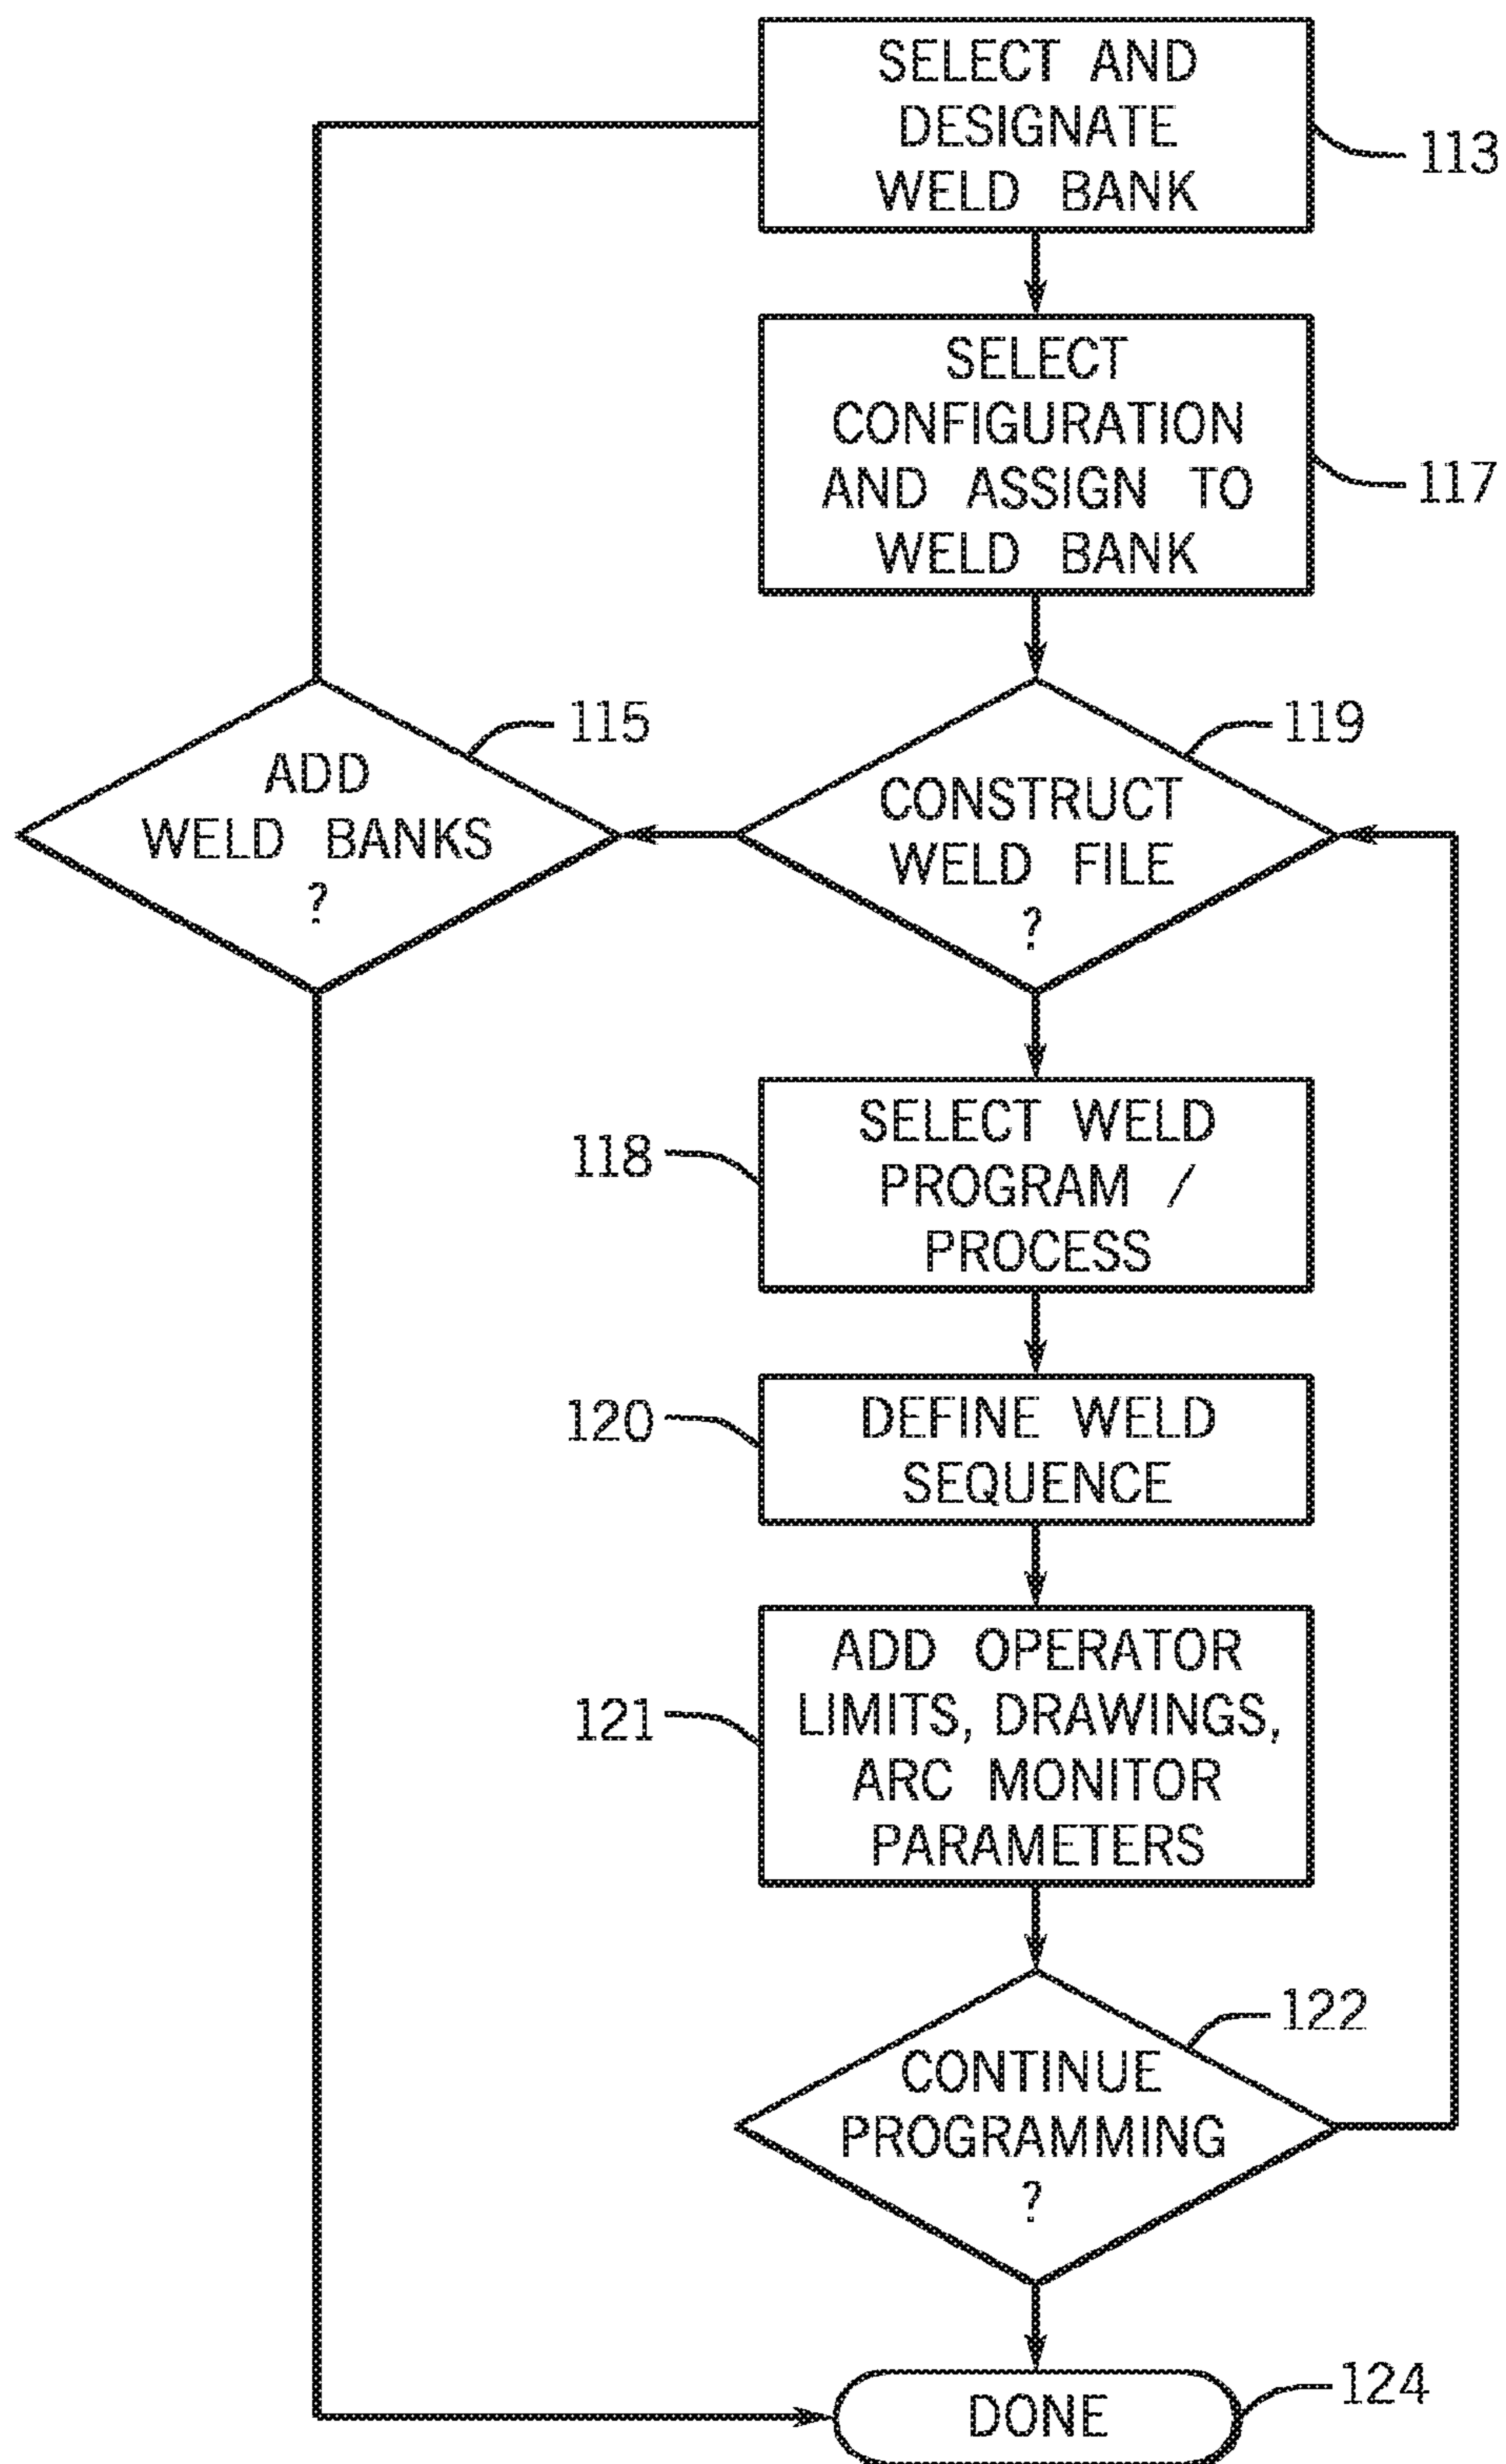 SELECT AND
DESIGNATE
WELD BANK
113
SELECT
CONFIGURATION
AND ASSIGN TO
WELD BANK
117
ADD
WELD BANKS
?
115
CONSTRUCT
WELD FILE
?
119
SELECT WELD
PROGRAM /
PROCESS
118
DEFINE WELD
SEQUENCE
120
ADD OPERATOR
LIMITS, DRAWINGS,
ARC MONITOR
PARAMETERS
121
CONTINUE
PROGRAMMING
?
122
DONE
124